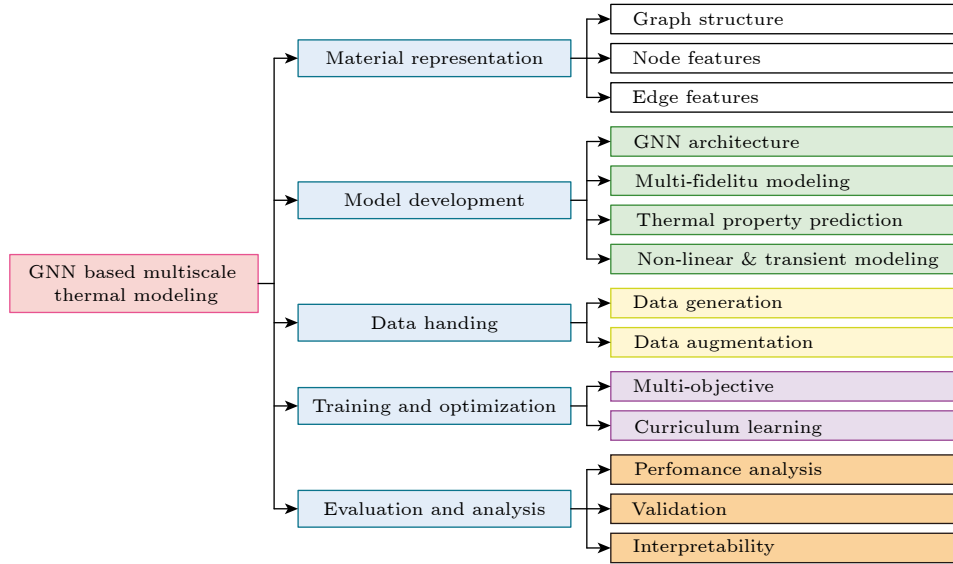 GNN based multiscale
thermal modeling
Material representation
Graph structure
Node features
Edge features
Model development
GNN architecture
Multi-fidelitu modeling
Thermal property prediction
Non-linear & transient modeling
Data handing
Data generation
Data augmentation
Training and optimization
Multi-objective
Curriculum learning
Evaluation and analysis
Perfomance analysis
Validation
Interpretability